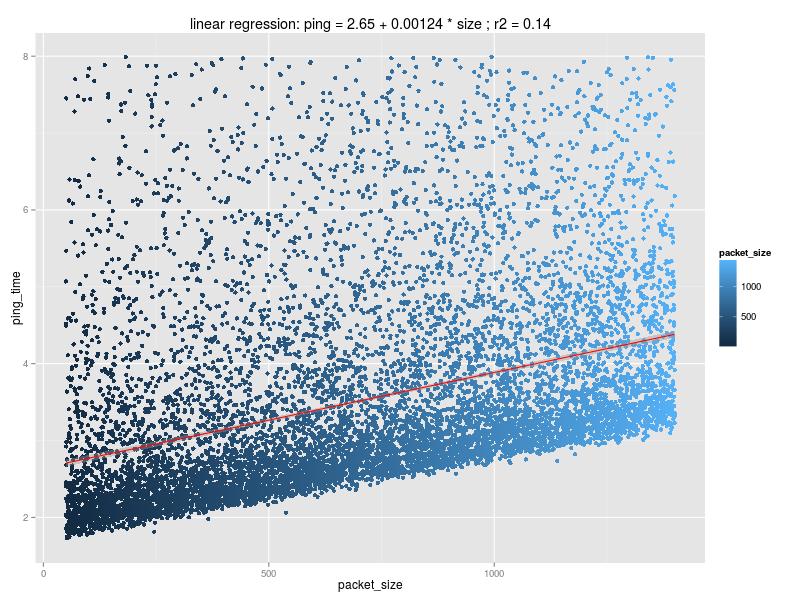 linear regression: ping = 2.65 + 0.00124 * size ; r2 = 0.14
8
6
4
2
ping_time
0 500 1000
packet_size
packet_size
1000
500